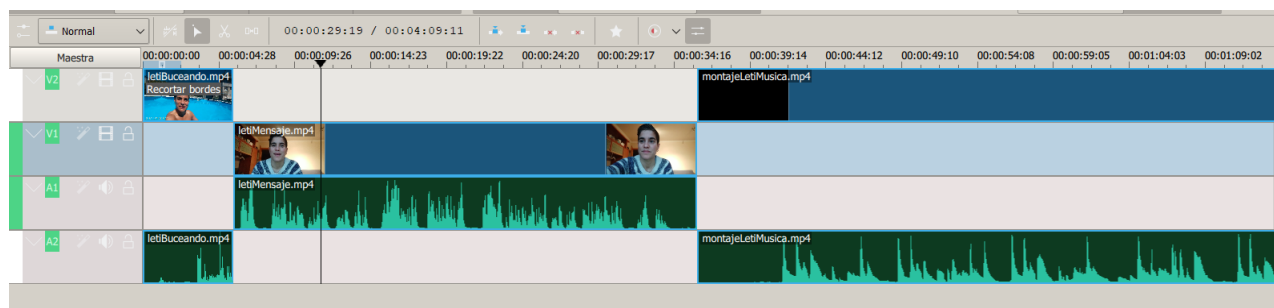 Normal
00:00:29:19 / 00:04:09:11
Maestra
00:00:00:00 00:00:04:28 00:00:09:26 00:00:14:23 00:00:19:22 00:00:24:20 00:00:29:17 00:00:34:16 00:00:39:14 00:00:44:12 00:00:49:10 00:00:54:08 00:00:59:05 00:01:04:03 00:01:09:02
V2
letiBuceando.mp4
Recortar bordes
montajeLetiMusica.mp4
V1
letiMensaje.mp4
A1
letiMensaje.mp4
A2
letiBuceando.mp4
montajeLetiMusica.mp4